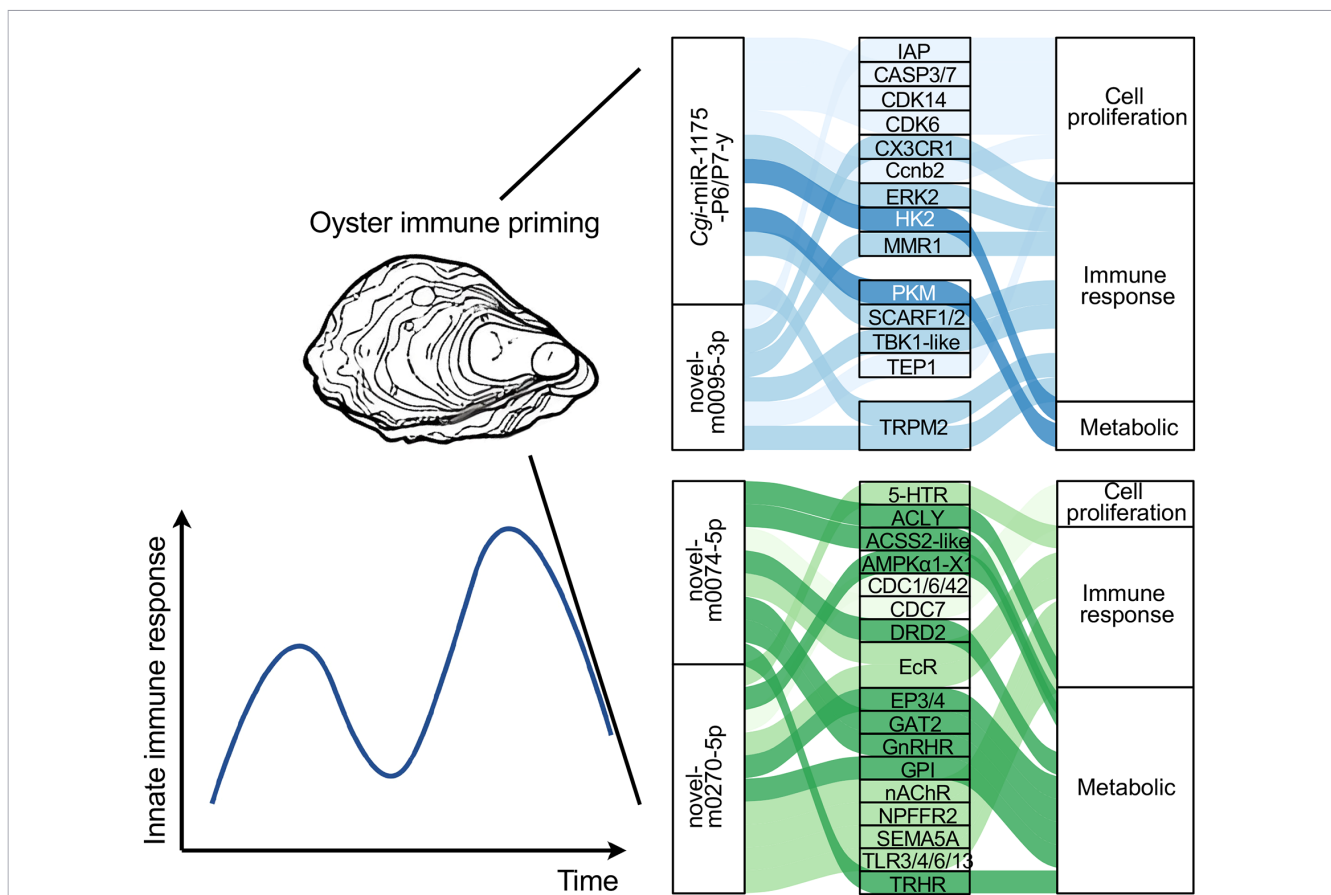 Oyster immune priming
Innate immune response
Time
Cgi-miR-1175
-P6/P7-y
novel-
m0095-3p
IAP
CASP3/7
CDK14
CDK6
CX3CR1
Ccnb2
ERK2
HK2
MMR1
PKM
SCARF1/2
TBK1-like
TEP1
TRPM2
Cell
proliferation
Immune
response
Metabolic
novel-
m0074-5p
novel-
m0270-5p
5-HTR
ACLY
ACSS2-like
AMPKα1-X1
CDC1/6/42
CDC7
DRD2
EcR
EP3/4
GAT2
GnRHR
GPI
nAChR
NPFFR2
SEMA5A
TLR3/4/6/13
TRHR
Cell
proliferation
Immune
response
Metabolic